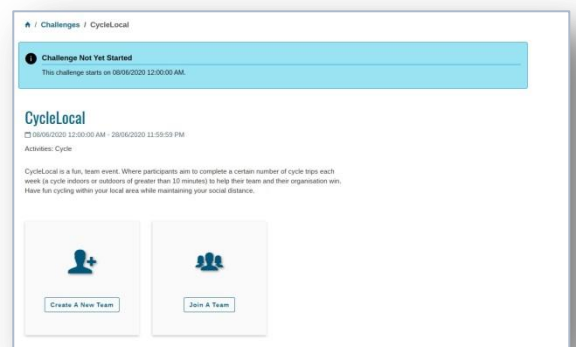 / Challenges / CycleLocal
Challenge Not Yet Started
This challenge starts on 08/06/2020 12:00:00 AM.
CycleLocal
08/06/2020 12:00:00 AM - 28/06/2020 11:59:59 PM
Activities: Cycle
CycleLocal is a fun, team event. Where participants aim to complete a certain number of cycle trips each
week (a cycle indoors or outdoors of greater than 10 minutes) to help their team and their organisation win.
Have fun cycling within your local area while maintaining your social distance.
Create A New Team
Join A Team